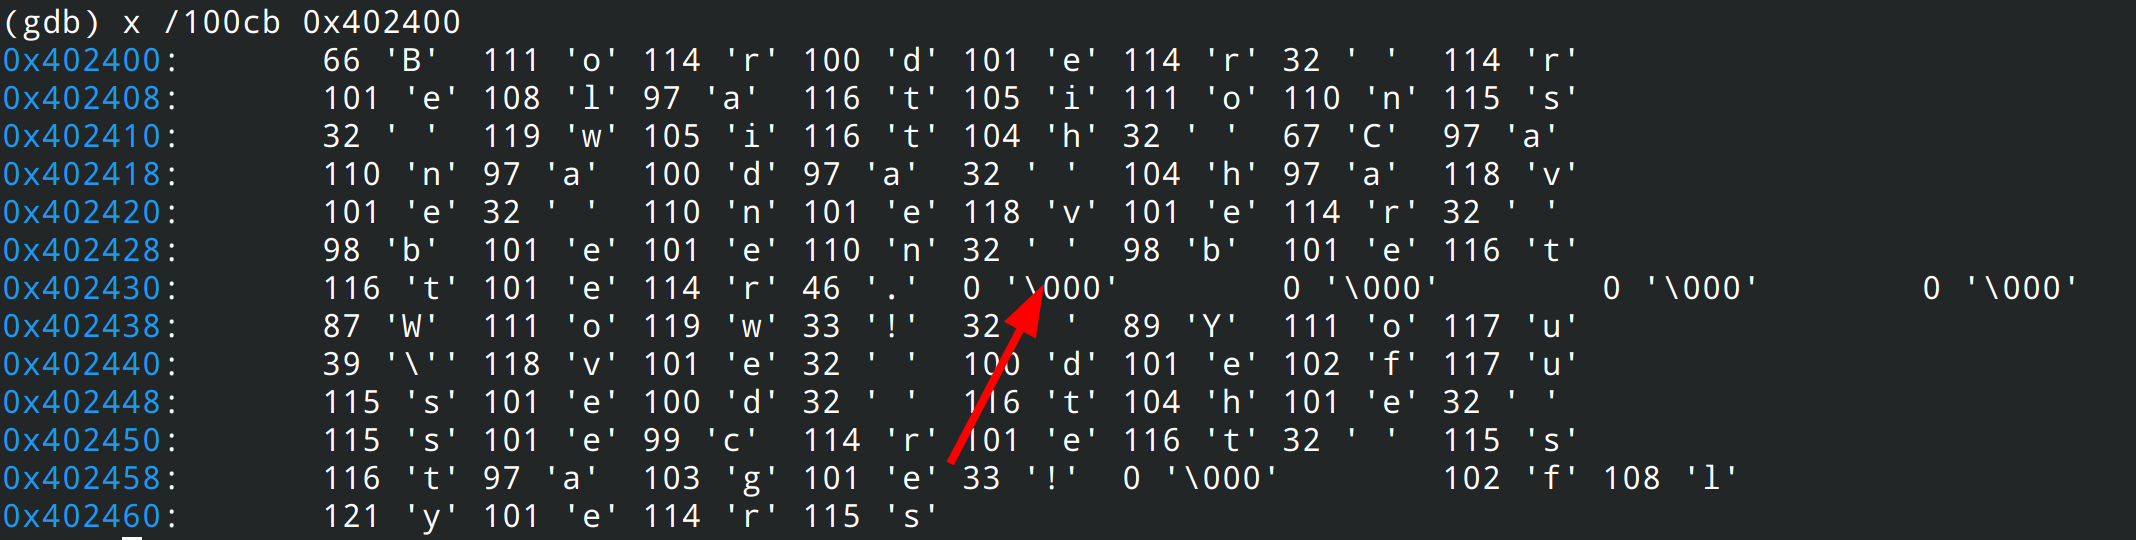 (gdb) x /100cb 0x402400
0x402400: 66 'B' 111 'o' 114 'r' 100 'd' 101 'e' 114 'r' 32 ' ' 114 'r'
0x402408: 101 'e' 108 'l' 97 'a' 116 't' 105 'i' 111 'o' 110 'n' 115 's'
0x402410: 32 ' ' 119 'w' 105 'i' 116 't' 104 'h' 32 ' ' 67 'C' 97 'a'
0x402418: 110 'n' 97 'a' 100 'd' 97 'a' 32 ' ' 104 'h' 97 'a' 118 'v'
0x402420: 101 'e' 32 ' ' 110 'n' 101 'e' 118 'v' 101 'e' 114 'r' 32 ' '
0x402428: 98 'b' 101 'e' 101 'e' 110 'n' 32 ' ' 98 'b' 101 'e' 116 't'
0x402430: 116 't' 101 'e' 114 'r' 46 '.' 0 '\000' 0 '\000' 0 '\000' 0 '\000'
0x402438: 87 'W' 111 'o' 119 'w' 33 '!' 32 ' ' 89 'Y' 111 'o' 117 'u'
0x402440: 39 '\'' 118 'v' 101 'e' 32 ' ' 100 'd' 101 'e' 102 'f' 117 'u'
0x402448: 115 's' 101 'e' 100 'd' 32 ' ' 116 't' 104 'h' 101 'e' 32 ' '
0x402450: 115 's' 101 'e' 99 'c' 114 'r' 101 'e' 116 't' 32 ' ' 115 's'
0x402458: 116 't' 97 'a' 103 'g' 101 'e' 33 '!' 0 '\000' 102 'f' 108 'l'
0x402460: 121 'y' 101 'e' 114 'r' 115 's'